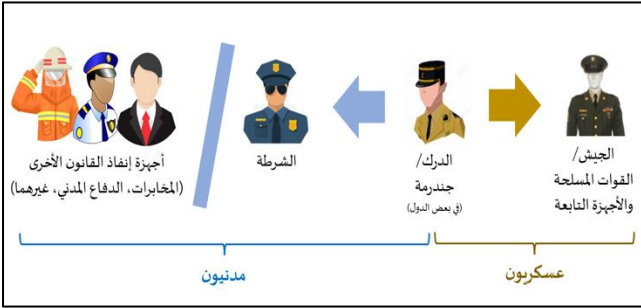 الجيش/
القوات المسلحة
والأجهزة التابعة
الدرك/
جندرمة
(في بعض الدول)
الشرطة
أجهزة إنفاذ القانون الأخرى
(المخابرات، الدفاع المدني، غيرهما)
عسكريون
مدنيون